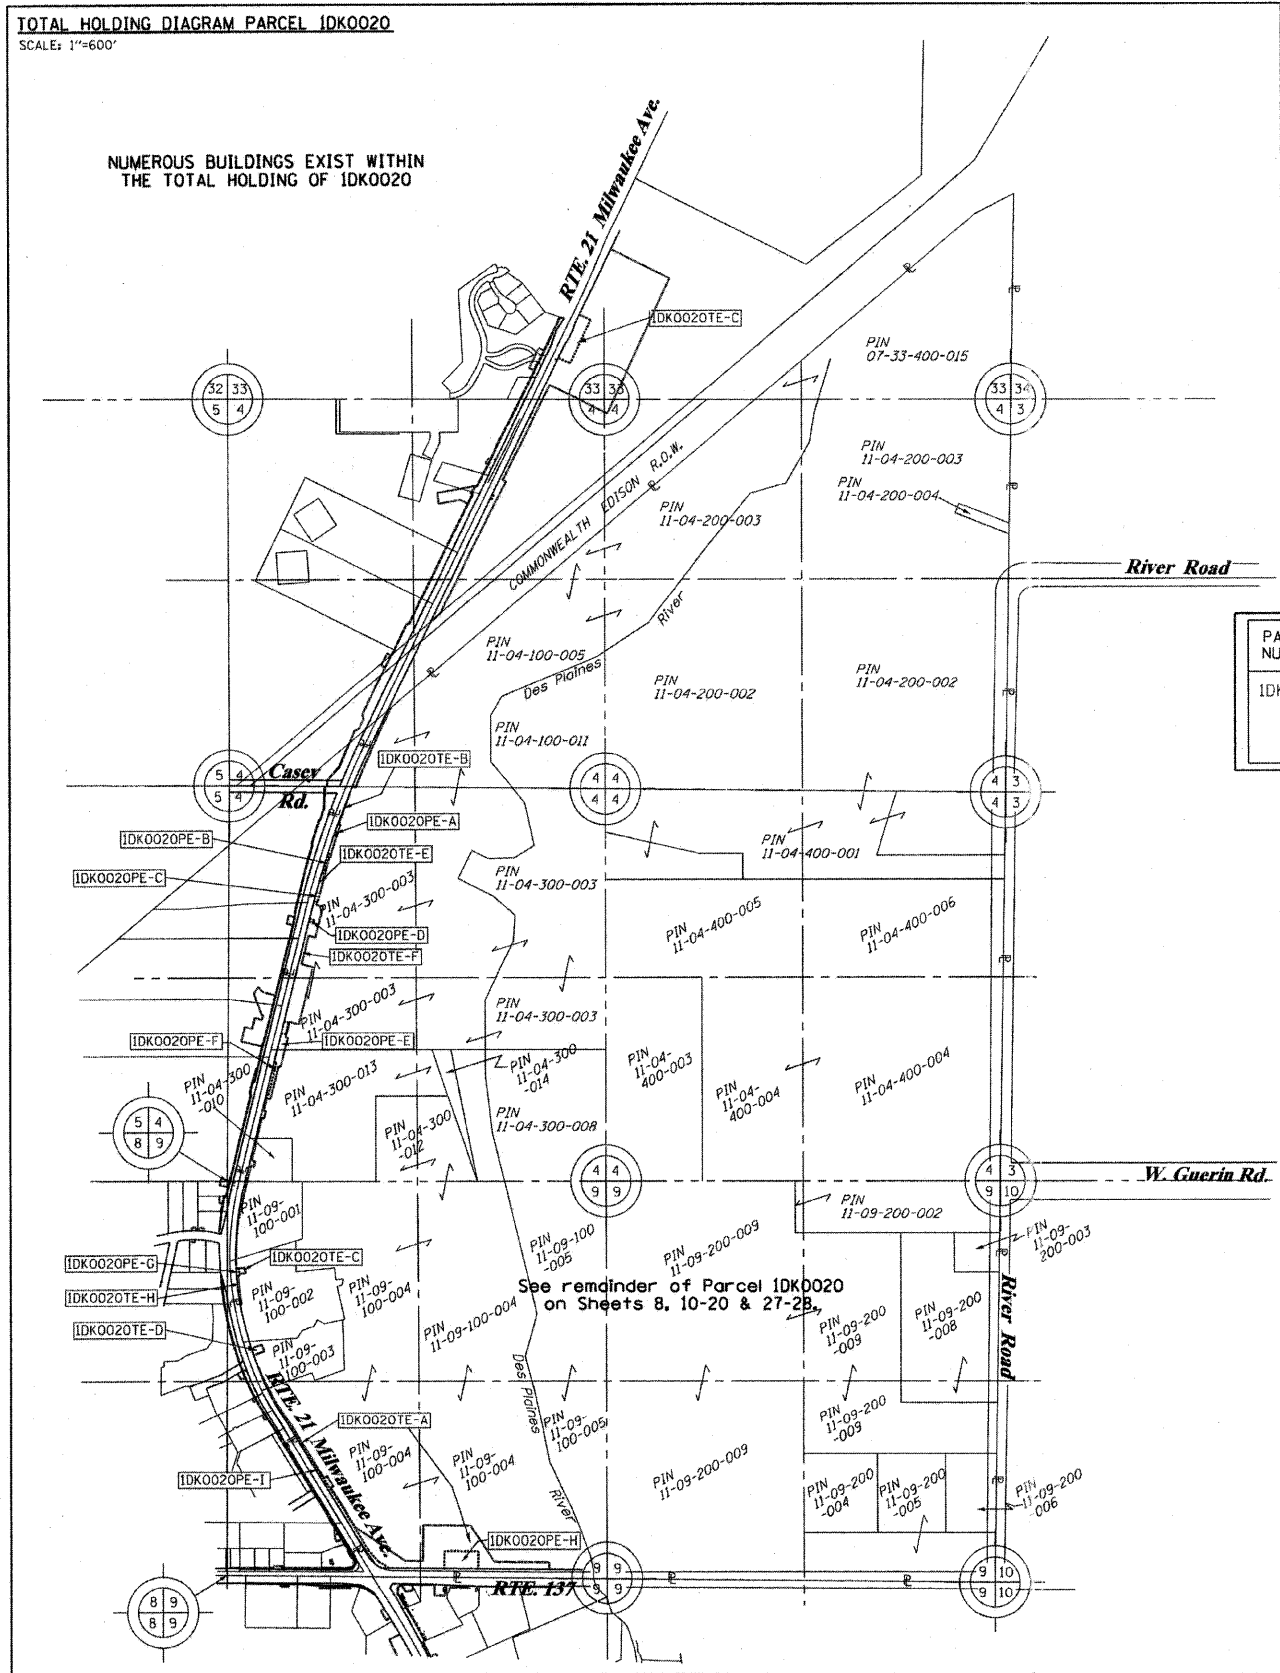 TOTAL HOLDING DIAGRAM PARCEL 1DK0020
SCALE: 1"=600'
NUMEROUS BUILDINGS EXIST WITHIN
THE TOTAL HOLDING OF 1DK0020
RTE. 21 Milwaukee Ave.
1DK0020TE-C
PIN
07-33-400-015
32 33
5 4
33 33
4 4
33 34
4 3
PIN
11-04-200-003
PIN
11-04-200-004
COMMONWEALTH EDISON R.O.W.
PIN
11-04-200-003
River Road
River
PIN
11-04-100-005
Des Plaines
PIN
11-04-200-002
PIN
11-04-200-002
PA
NU
1DK
PIN
11-04-100-011
1DK0020TE-B
Casey
Rd.
5 4
5 4
4 4
4 4
4 3
4 3
1DK0020PE-A
1DK0020PE-B
1DK0020TE-E
PIN
11-04-400-001
1DK0020PE-C
PIN
11-04-300-003
PIN
11-04-300-003
1DK0020PE-D
PIN
11-04-400-005
PIN
11-04-400-006
1DK0020TE-F
PIN
11-04-300-003
PIN
11-04-300-003
1DK0020PE-F
1DK0020PE-E
PIN
11-04-300
-010
PIN
11-04-300-013
PIN
11-04-300
-014
PIN
11-04-
400-003
PIN
11-04-
400-004
PIN
11-04-400-004
5 4
8 9
PIN
11-04-300
-012
PIN
11-04-300-008
4 4
9 9
4 3
9 10
W. Guerin Rd.
PIN
11-09-
100-001
PIN
11-09-200-002
PIN
11-09-
200-003
PIN
11-09-100
-005
PIN
11-09-200-009
1DK0020PE-G
1DK0020TE-C
1DK0020TE-H
PIN
11-09-
100-002
PIN
11-09-
100-004
See remainder of Parcel 1DK0020
on Sheets 8, 10-20 & 27-28.
PIN
11-09-100-004
PIN
11-09-200
-009
PIN
11-09-200
-008
River Road
1DK0020TE-D
PIN
11-09-
100-003
Des Plaines
RTE. 21 Milwaukee Ave.
1DK0020TE-A
PIN
11-09-
100-004
PIN
11-09-
100-004
PIN
11-09-
100-005
PIN
11-09-200
-009
1DK0020PE-I
PIN
11-09-200-009
PIN
11-09-200
-004
PIN
11-09-200
-005
PIN
11-09-200
-006
River
1DK0020PE-H
RTE. 137
8 9
8 9
9 9
9 9
9 10
9 10